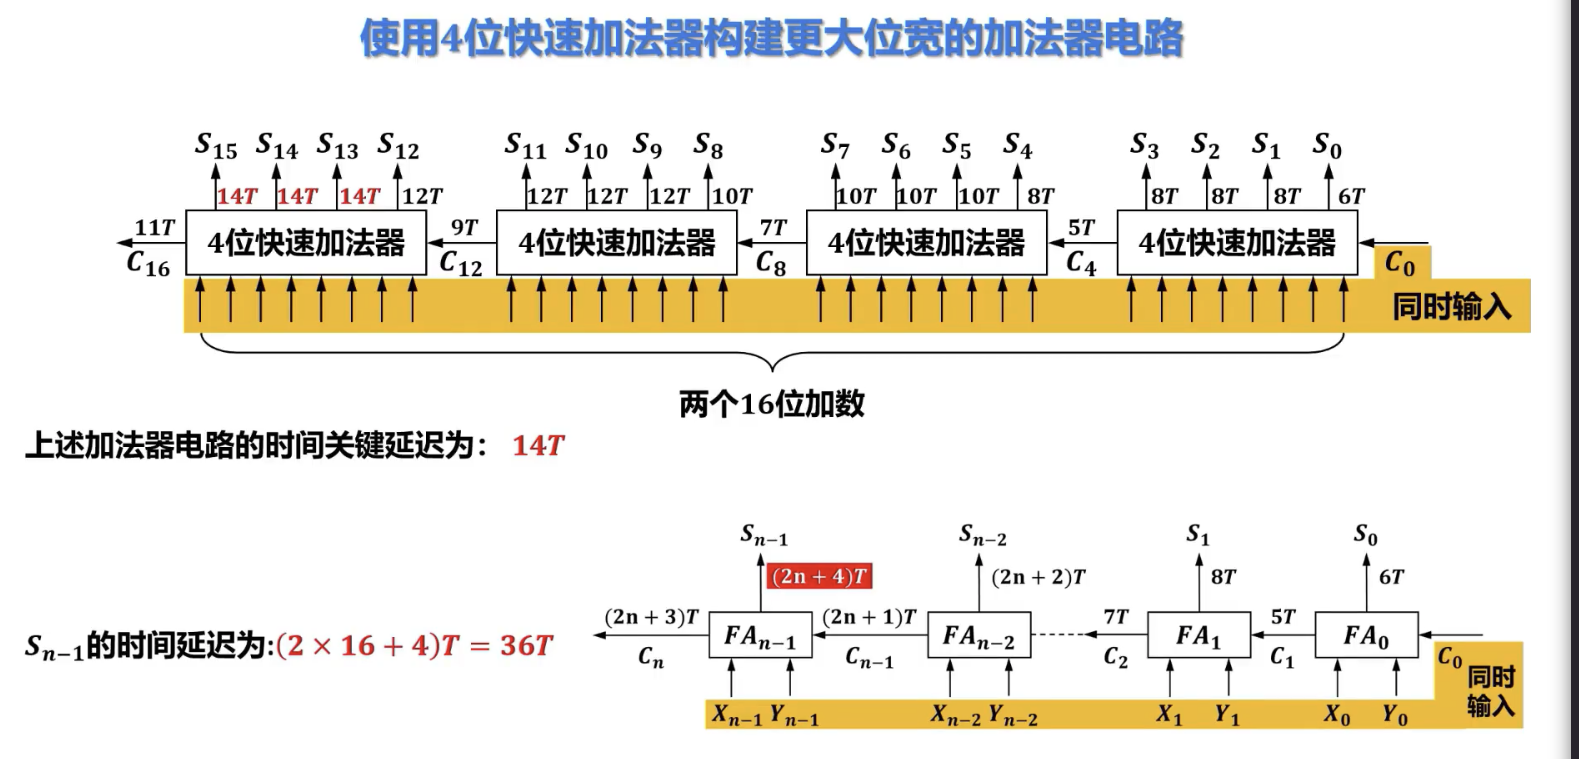 使用4位快速加法器构建更大位宽的加法器电路
S15 S14 S13 S12 S11 S10 S9 S8 S7 S6 S5 S4 S3 S2 S1 S0
14T 14T 14T 12T 12T 12T 12T 10T 10T 10T 10T 8T 8T 8T 8T 6T
11T 4位快速加法器 9T 4位快速加法器 7T 4位快速加法器 5T 4位快速加法器
C16 C12 C8 C4 C0
同时输入
两个16位加数
上述加法器电路的时间关键延迟为: 14T
Sn−1 Sn−2 S1 S0
(2n + 4)T (2n + 2)T 8T 6T
(2n + 3)T FAn−1 (2n + 1)T FAn−2 7T FA1 5T FA0
Sn−1的时间延迟为:(2 × 16 + 4)T = 36T
Cn Cn−1 C2 C1 C0
同时
输入
Xn−1 Yn−1 Xn−2 Yn−2 X1 Y1 X0 Y0